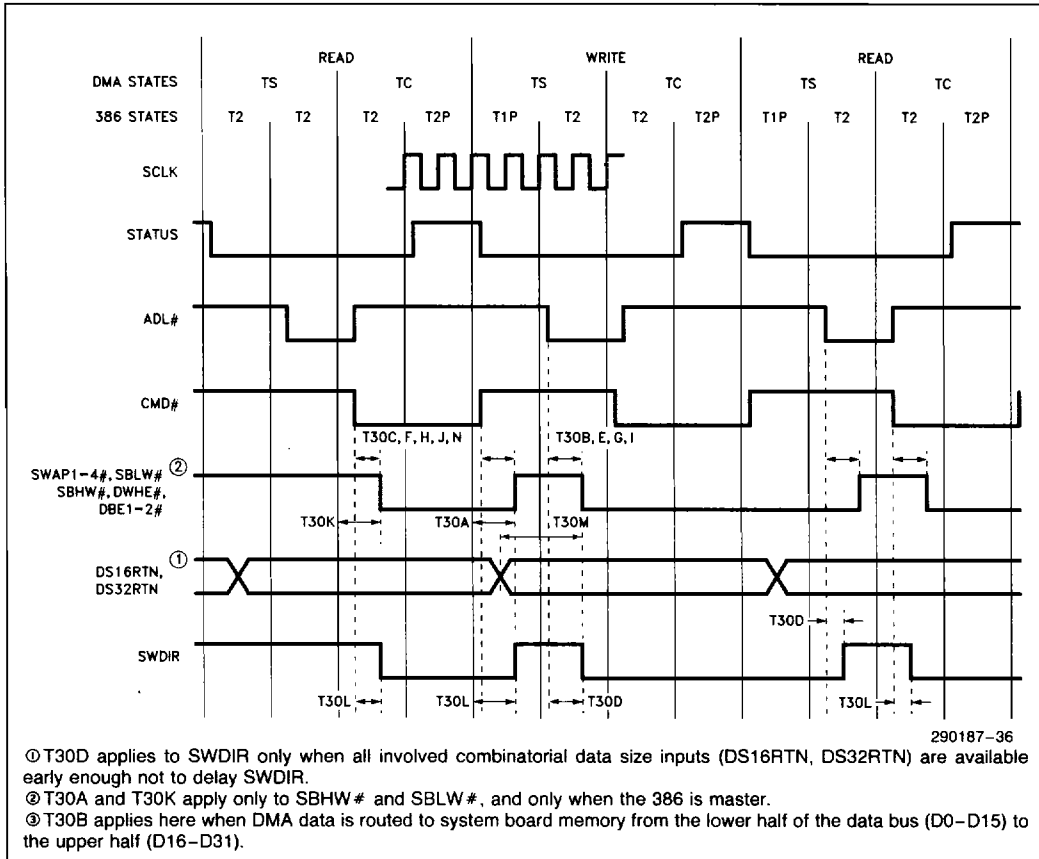 READ WRITE READ
DMA STATES TS TC TS TC TS TC
386 STATES T2 T2 T2 T2P T1P T2 T2 T2P T1P T2 T2 T2P
SCLK
STATUS
ADL#
CMD#
T30C, F, H, J, N T30B, E, G, I
SWAP1-4#, SBLW# ②
SBHW#, DWHE#,
DBE1-2#
T30K T30A T30M
DS16RTN, ①
DS32RTN
T30D
SWDIR
T30L T30L T30D T30L
290187-36
①T30D applies to SWDIR only when all involved combinatorial data size inputs (DS16RTN, DS32RTN) are available
early enough not to delay SWDIR.
②T30A and T30K apply only to SBHW# and SBLW#, and only when the 386 is master.
③T30B applies here when DMA data is routed to system board memory from the lower half of the data bus (D0–D15) to
the upper half (D16–D31).